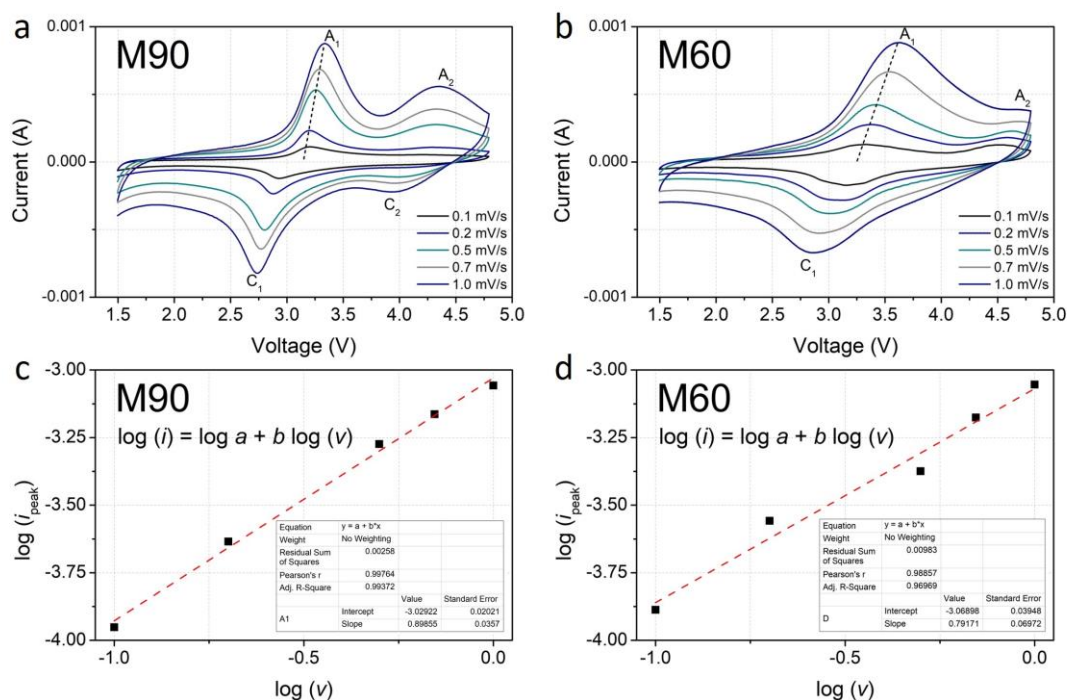 a
M90
A₁
A₂
C₁
C₂
0.1 mV/s
0.2 mV/s
0.5 mV/s
0.7 mV/s
1.0 mV/s
0.001
0.000
-0.001
Current (A)
1.5 2.0 2.5 3.0 3.5 4.0 4.5 5.0
Voltage (V)
b
M60
A₁
A₂
C₁
0.1 mV/s
0.2 mV/s
0.5 mV/s
0.7 mV/s
1.0 mV/s
0.001
0.000
-0.001
Current (A)
1.5 2.0 2.5 3.0 3.5 4.0 4.5 5.0
Voltage (V)
c
M90
log (i) = log a + b log (v)
-3.00
-3.25
-3.50
-3.75
-4.00
log (i_peak)
Equation y = a + b*x
Weight No Weighting
Residual Sum of Squares 0.00258
Pearson's r 0.99764
Adj. R-Square 0.99372
Value Standard Error
A1 Intercept -3.02922 0.02021
Slope 0.89855 0.0357
-1.0 -0.5 0.0
log (v)
d
M60
log (i) = log a + b log (v)
-3.00
-3.25
-3.50
-3.75
-4.00
log (i_peak)
Equation y = a + b*x
Weight No Weighting
Residual Sum of Squares 0.00983
Pearson's r 0.98857
Adj. R-Square 0.96969
Value Standard Error
D Intercept -3.06898 0.03948
Slope 0.79171 0.06972
-1.0 -0.5 0.0
log (v)